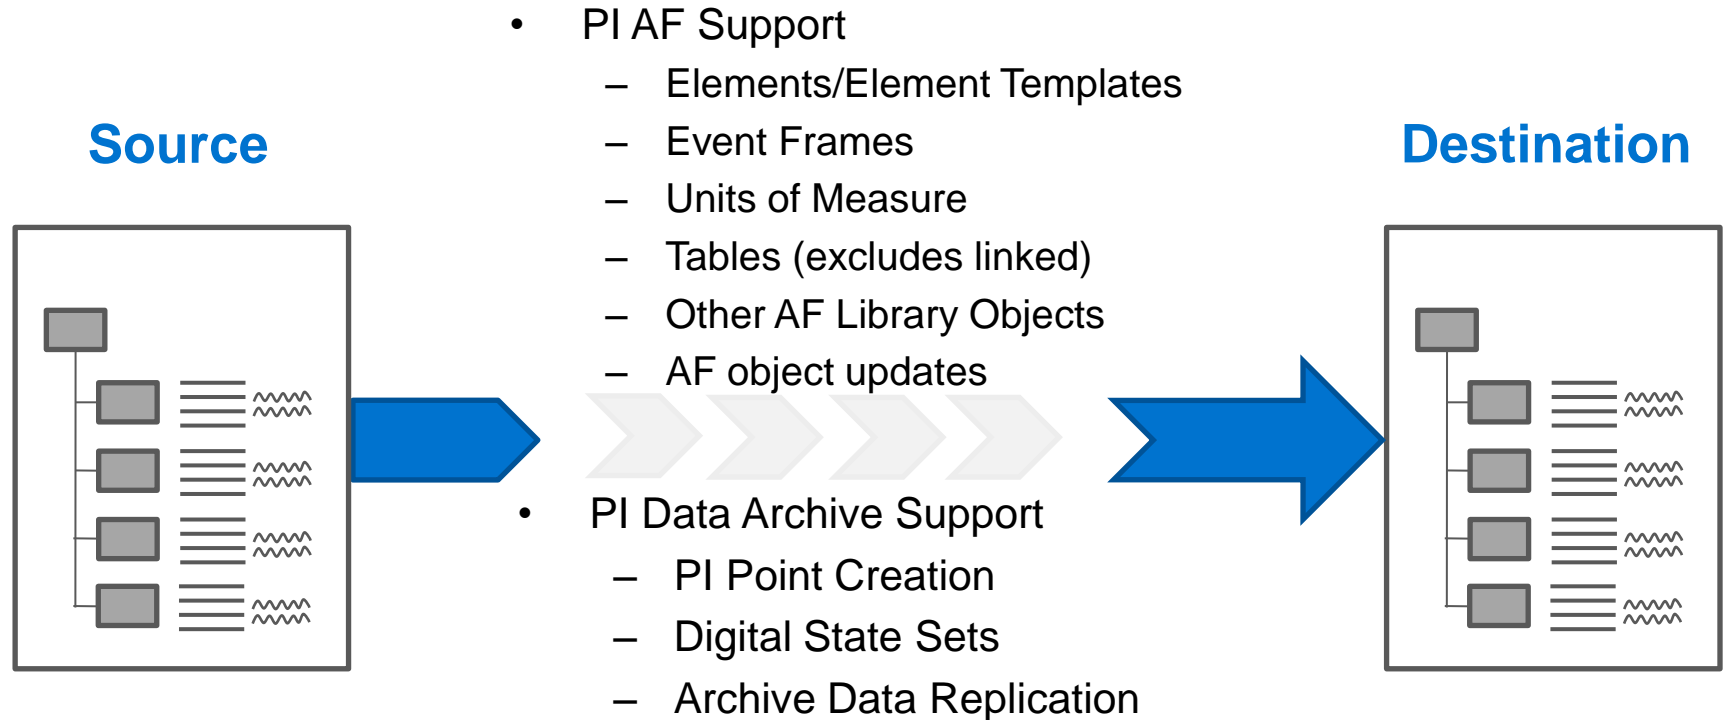 • PI AF Support
– Elements/Element Templates
Source
– Event Frames
Destination
– Units of Measure
– Tables (excludes linked)
– Other AF Library Objects
– AF object updates
• PI Data Archive Support
– PI Point Creation
– Digital State Sets
– Archive Data Replication